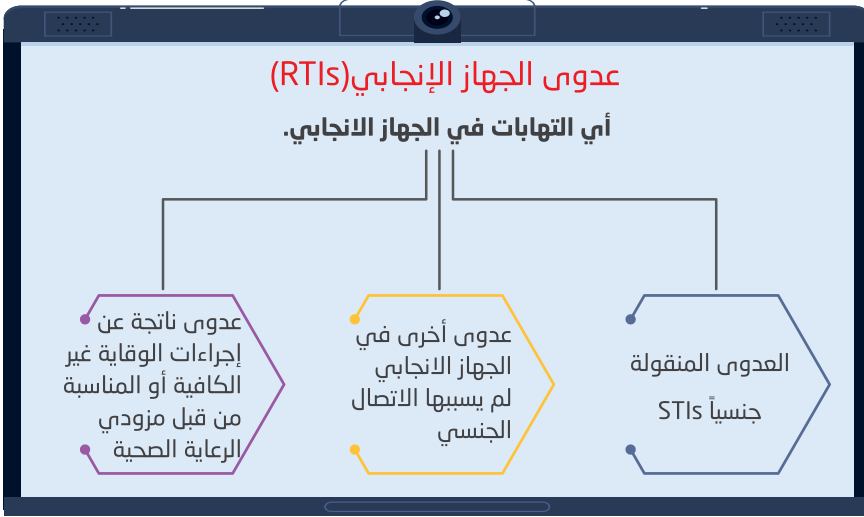 عدوى الجهاز الإنجابي(RTIs)
أي التهابات في الجهاز الانجابي.
العدوى المنقولة
جنسياً STIs
عدوى أخرى في
الجهاز الانجابي
لم يسببها الاتصال
الجنسي
عدوى ناتجة عن
إجراءات الوقاية غير
الكافية أو المناسبة
من قبل مزودي
الرعاية الصحية